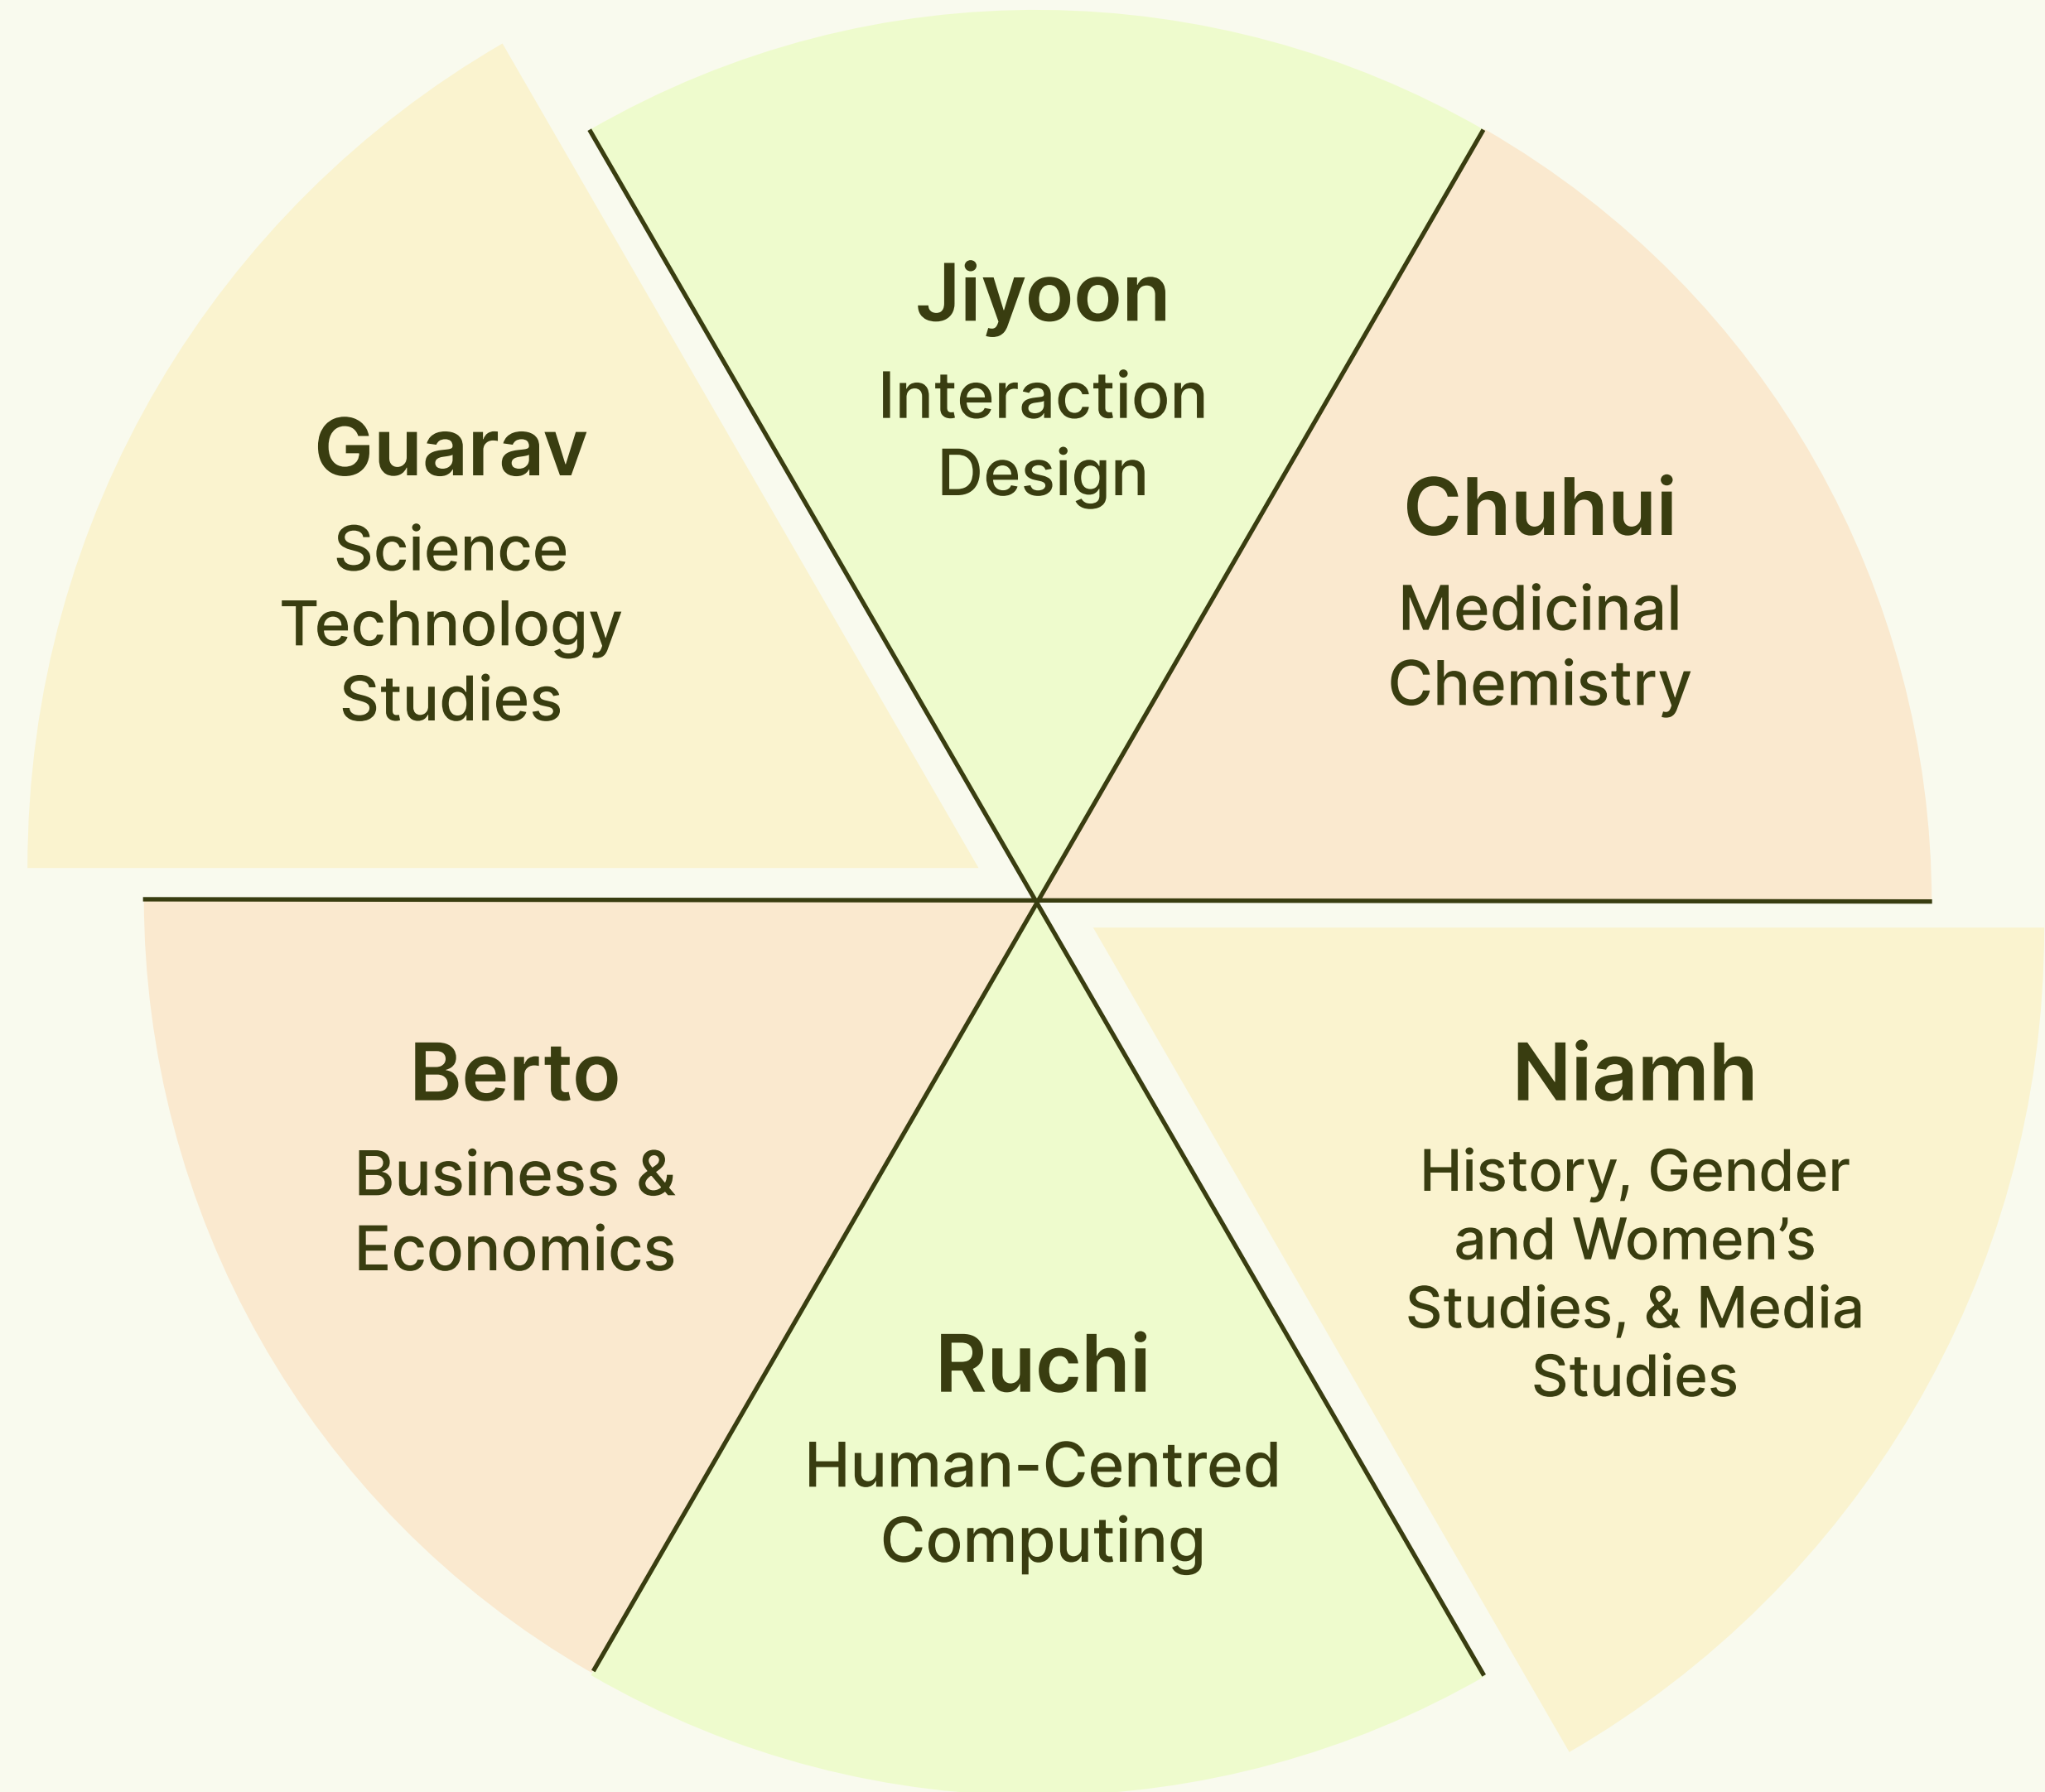 Jiyoon
Interaction
Design
Guarav
Science
Technology
Studies
Chuhui
Medicinal
Chemistry
Berto
Business &
Economics
Niamh
History, Gender
and Women’s
Studies, & Media
Studies
Ruchi
Human-Centred
Computing